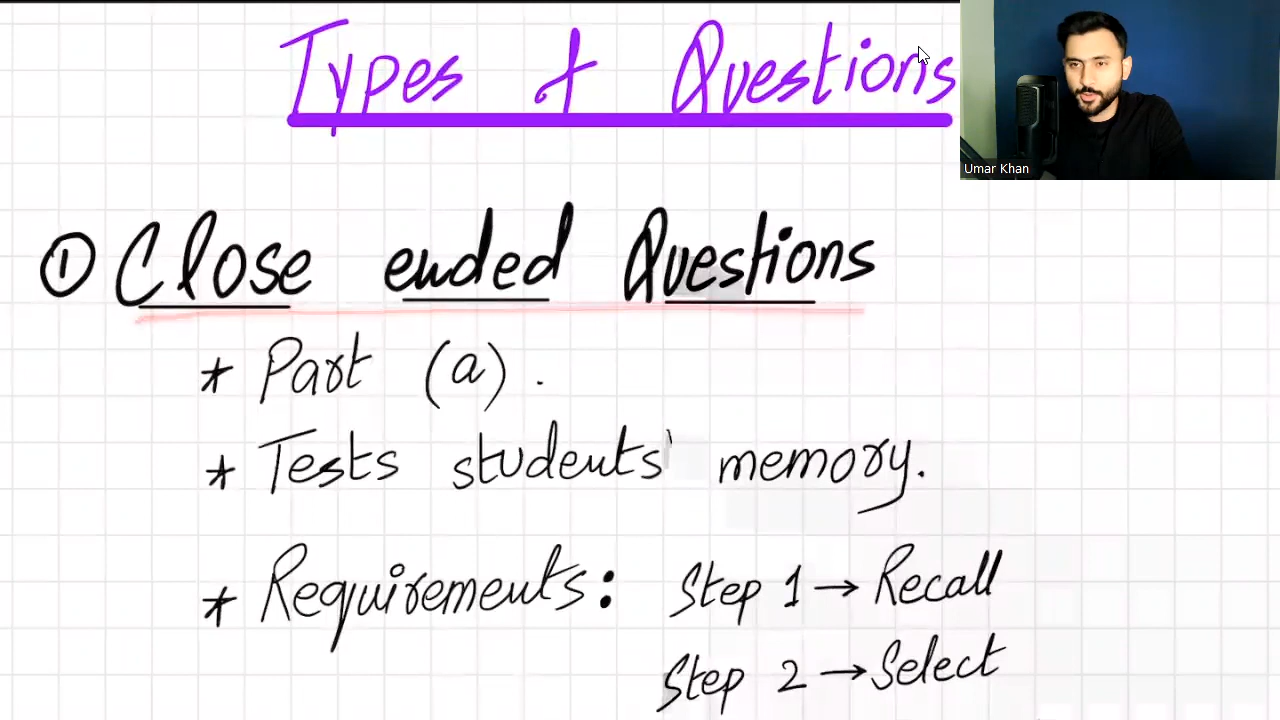 Types of Questions
Umar Khan
① Close ended Questions
* Part (a).
* Tests students' memory.
* Requirements: Step 1 → Recall
Step 2 → Select